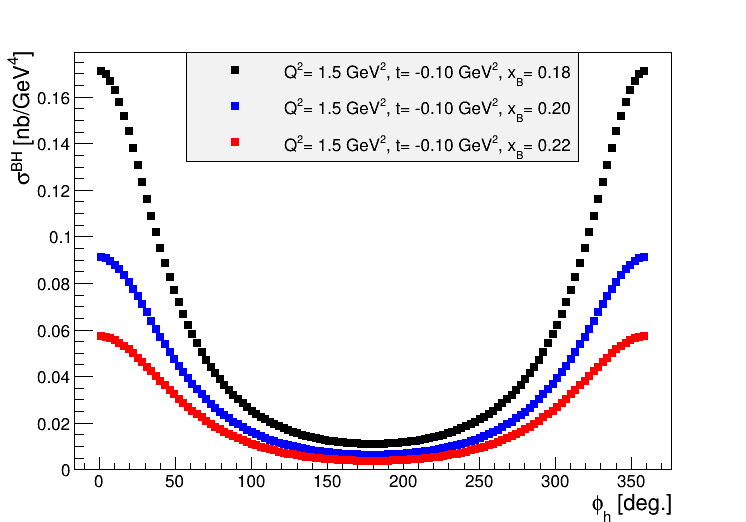 σ^BH [nb/GeV^4]
Q^2= 1.5 GeV^2, t= -0.10 GeV^2, x_B= 0.18
Q^2= 1.5 GeV^2, t= -0.10 GeV^2, x_B= 0.20
Q^2= 1.5 GeV^2, t= -0.10 GeV^2, x_B= 0.22
0.16
0.14
0.12
0.1
0.08
0.06
0.04
0.02
0
0 50 100 150 200 250 300 350
ϕ_h [deg.]